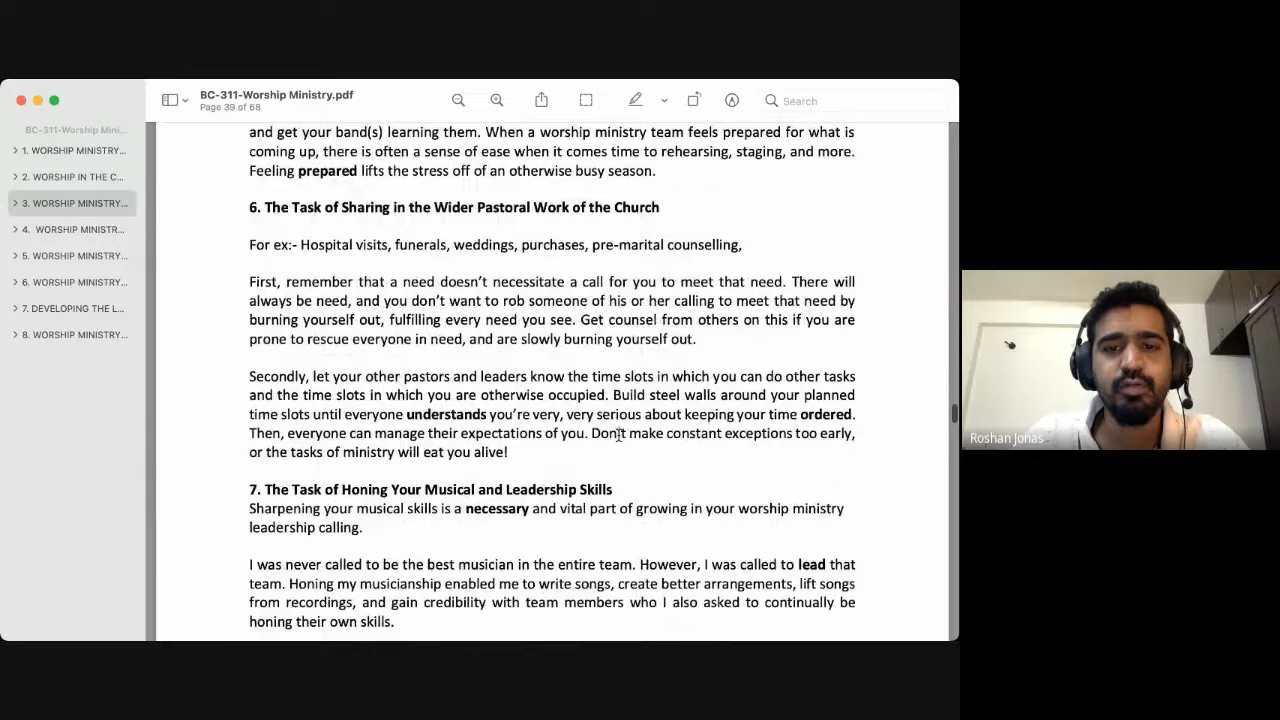 BC-311-Worship Ministry.pdf
Page 39 of 68
Search
BC-311-Worship Mini...
1. WORSHIP MINISTRY...
2. WORSHIP IN THE C...
3. WORSHIP MINISTRY...
4. WORSHIP MINISTR...
5. WORSHIP MINISTRY...
6. WORSHIP MINISTRY...
7. DEVELOPING THE L...
8. WORSHIP MINISTRY...
and get your band(s) learning them. When a worship ministry team feels prepared for what is
coming up, there is often a sense of ease when it comes time to rehearsing, staging, and more.
Feeling prepared lifts the stress off of an otherwise busy season.
6. The Task of Sharing in the Wider Pastoral Work of the Church
For ex:- Hospital visits, funerals, weddings, purchases, pre-marital counselling,
First, remember that a need doesn't necessitate a call for you to meet that need. There will
always be need, and you don't want to rob someone of his or her calling to meet that need by
burning yourself out, fulfilling every need you see. Get counsel from others on this if you are
prone to rescue everyone in need, and are slowly burning yourself out.
Secondly, let your other pastors and leaders know the time slots in which you can do other tasks
and the time slots in which you are otherwise occupied. Build steel walls around your planned
time slots until everyone understands you're very, very serious about keeping your time ordered.
Then, everyone can manage their expectations of you. Don't make constant exceptions too early,
or the tasks of ministry will eat you alive!
7. The Task of Honing Your Musical and Leadership Skills
Sharpening your musical skills is a necessary and vital part of growing in your worship ministry
leadership calling.
I was never called to be the best musician in the entire team. However, I was called to lead that
team. Honing my musicianship enabled me to write songs, create better arrangements, lift songs
from recordings, and gain credibility with team members who I also asked to continually be
honing their own skills.
Roshan Jonas